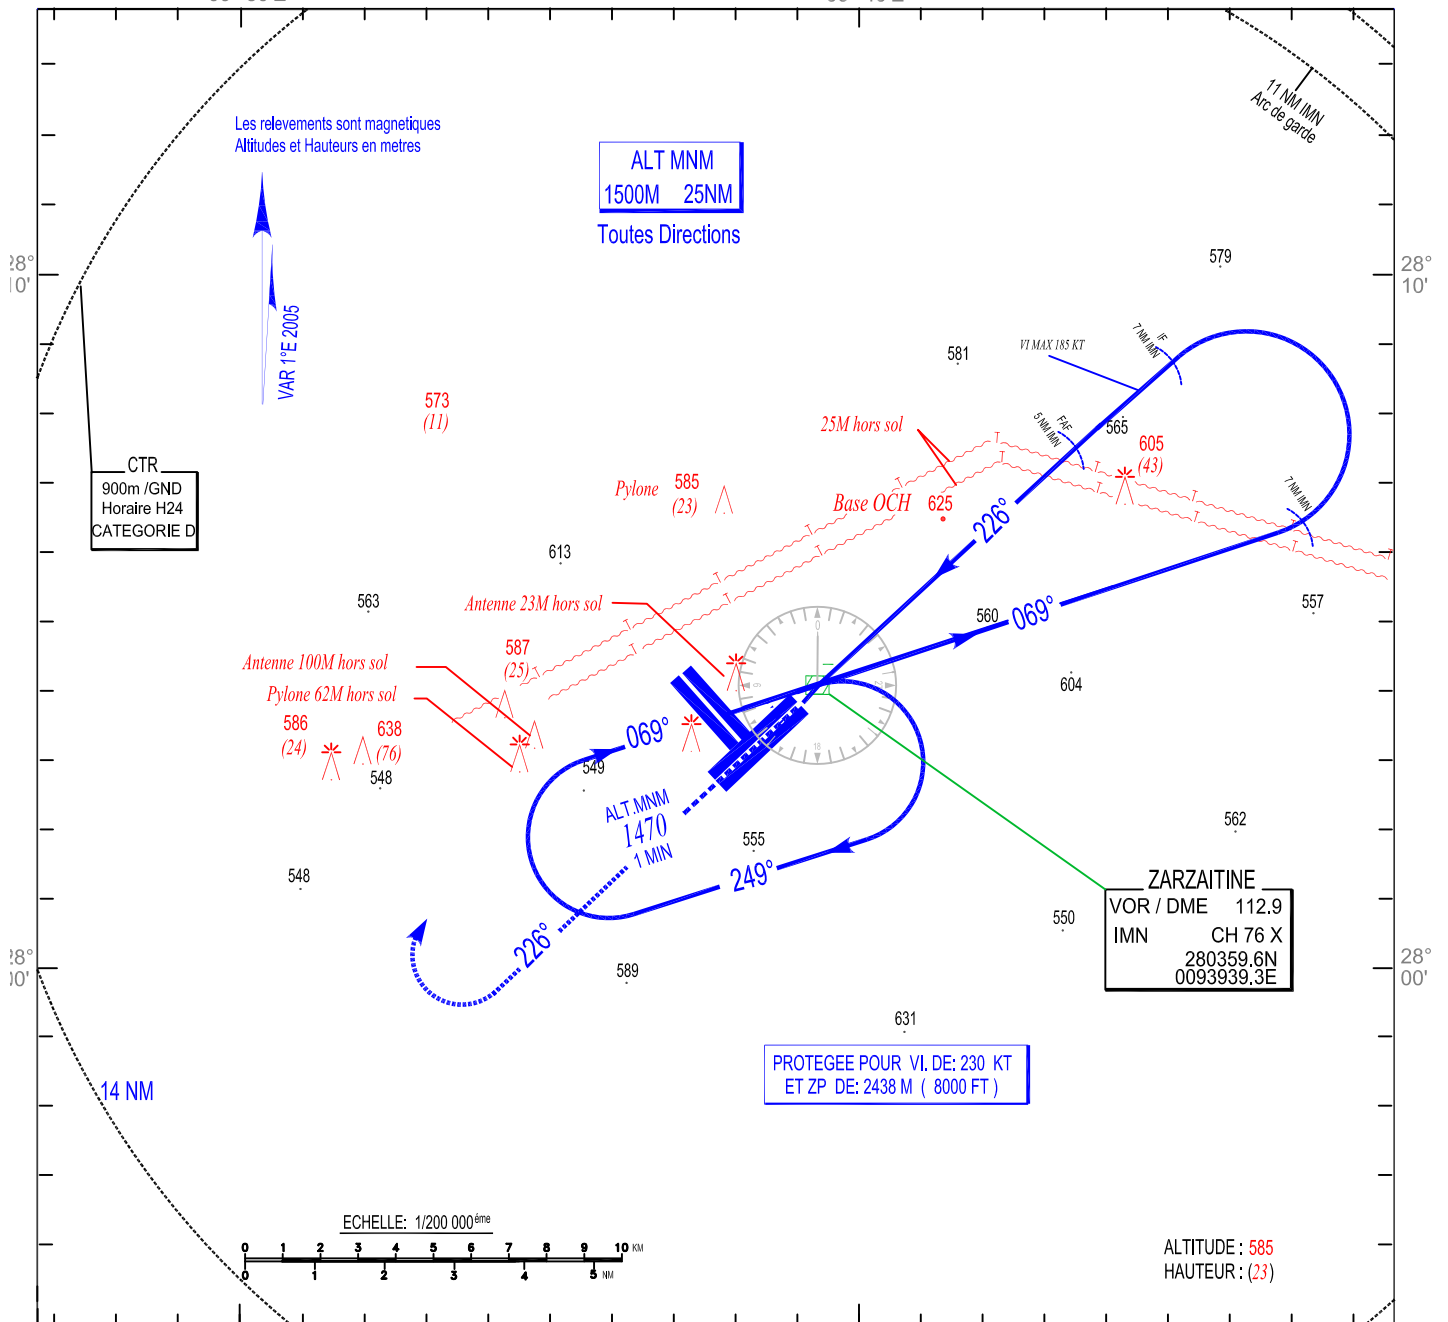 11 NM IMN
Arc de garde
Les relevements sont magnetiques
Altitudes et Hauteurs en metres
ALT MNM
1500M 25NM
Toutes Directions
VAR 1°E 2005
28°
10'
579
581
VI MAX 185 KT
IF
7 NM IMN
573
(11)
FAF
5 NM IMN
565
25M hors sol
605
(43)
CTR
900m /GND
Horaire H24
CATEGORIE D
Pylone
585
(23)
Base OCH
625
7 NM IMN
226°
613
563
Antenne 23M hors sol
560
069°
557
587
(25)
Antenne 100M hors sol
Pylone 62M hors sol
604
586
(24)
638
(76)
069°
0
18
548
549
ALT.MNM
1470
1 MIN
555
562
249°
548
ZARZAITINE
VOR / DME 112.9
IMN CH 76 X
280359.6N
0093939.3E
550
226°
28°
00'
589
631
PROTEGEE POUR VI. DE: 230 KT
ET ZP DE: 2438 M ( 8000 FT )
14 NM
ECHELLE: 1/200 000 éme
0 1 2 3 4 5 6 7 8 9 10 KM
0 1 2 3 4 5 NM
ALTITUDE : 585
HAUTEUR : (23)